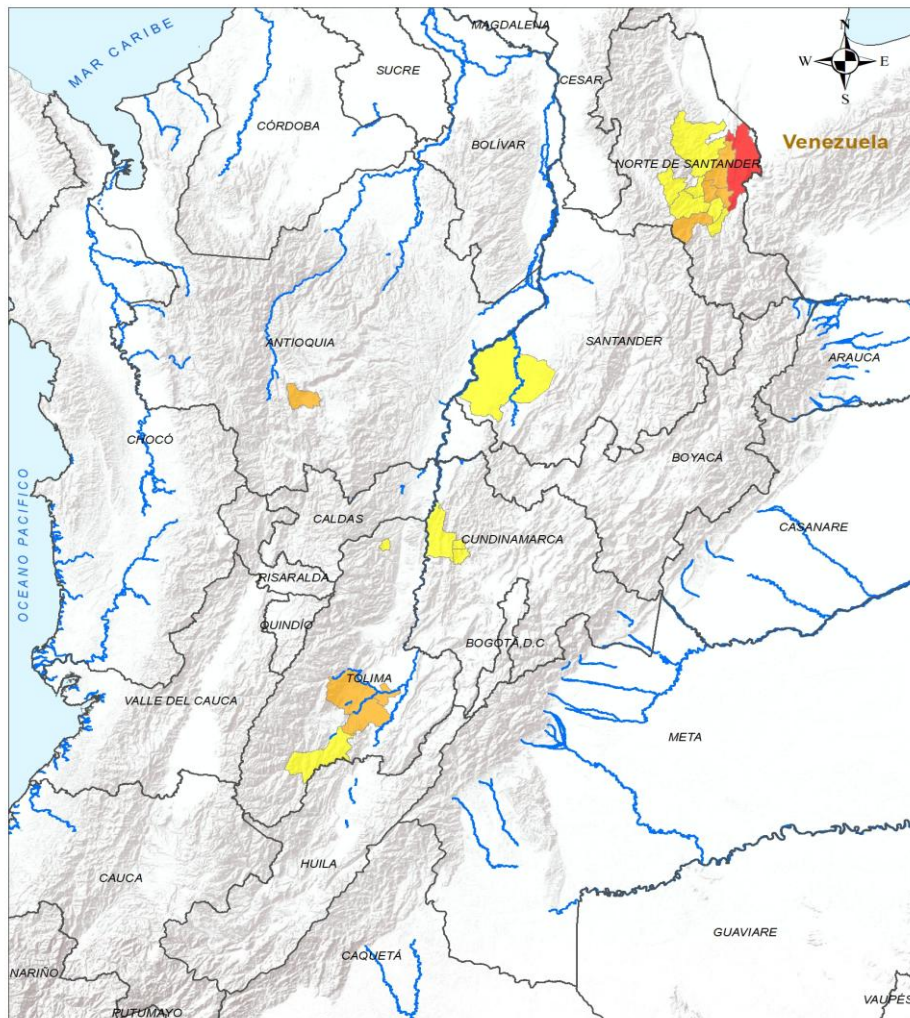 MAGDALENA
N
W E
S
MAR CARIBE
SUCRE
CESAR
CÓRDOBA
BOLÍVAR
Venezuela
NORTE DE SANTANDER
ANTIOQUIA
SANTANDER
ARAUCA
CHOCÓ
BOYACÁ
OCEANO PACIFICO
CALDAS
CUNDINAMARCA
CASANARE
RISARALDA
QUINDÍO
BOGOTÁ,D.C
TOLIMA
VALLE DEL CAUCA
META
HUILA
CAUCA
GUAVIARE
CAQUETÁ
NARIÑO
VAUPÉS
PUTUMAYO